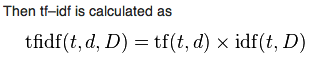 Then tf–idf is calculated as
tfidf(t, d, D) = tf(t, d) × idf(t, D)